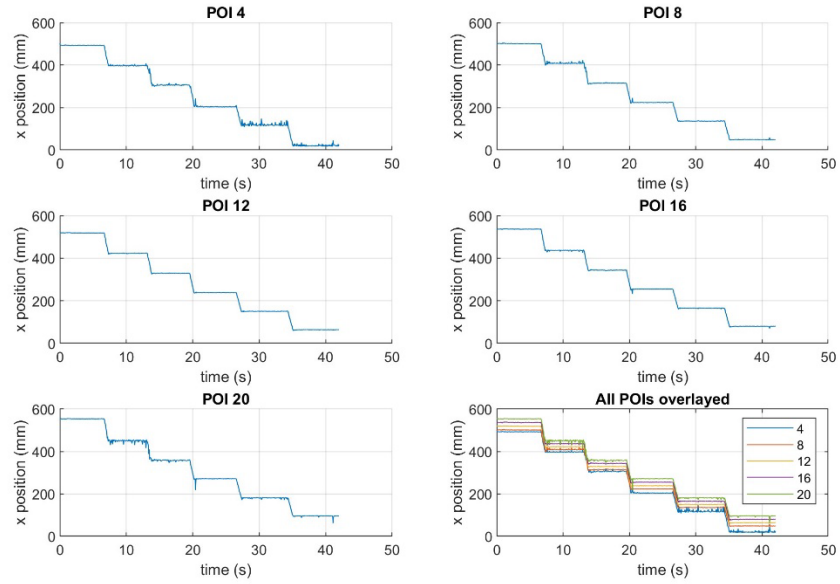 POI 4
600
400
200
0
x position (mm)
0 10 20 30 40 50
time (s)
POI 8
600
400
200
0
x position (mm)
0 10 20 30 40 50
time (s)
POI 12
600
400
200
0
x position (mm)
0 10 20 30 40 50
time (s)
POI 16
600
400
200
0
x position (mm)
0 10 20 30 40 50
time (s)
POI 20
600
400
200
0
x position (mm)
0 10 20 30 40 50
time (s)
All POIs overlayed
600
400
200
0
x position (mm)
4
8
12
16
20
0 10 20 30 40 50
time (s)